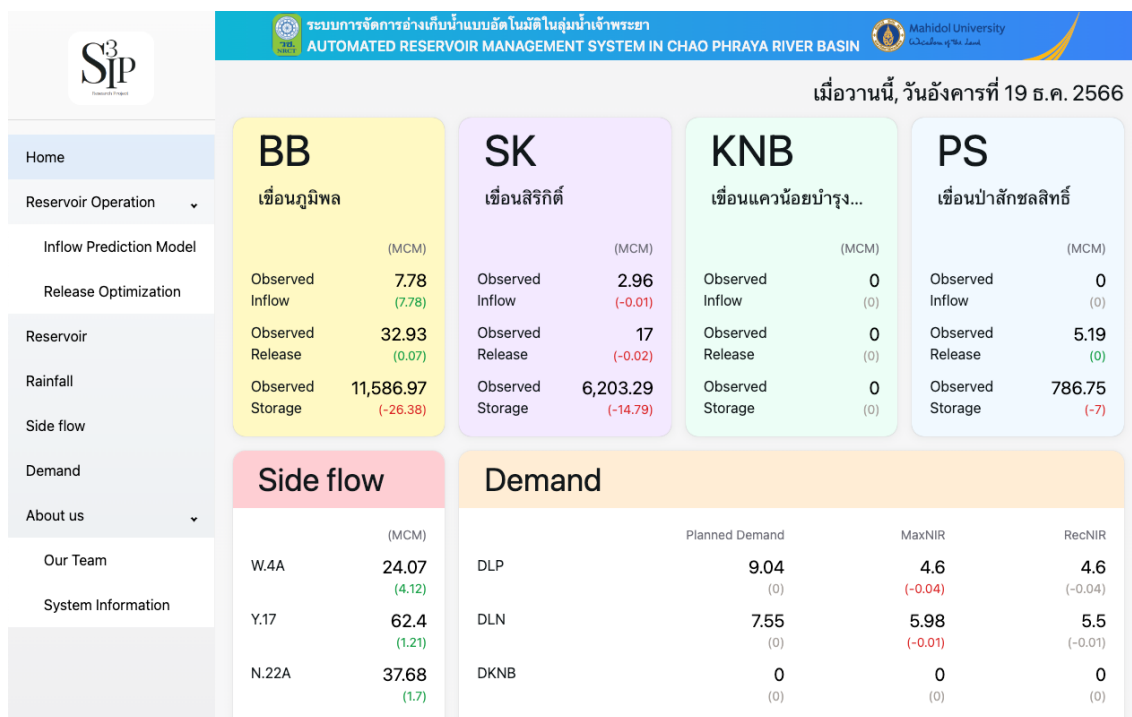 ระบบการจัดการอ่างเก็บน้ำแบบอัตโนมัติในลุ่มน้ำเจ้าพระยา
AUTOMATED RESERVOIR MANAGEMENT SYSTEM IN CHAO PHRAYA RIVER BASIN
วช.
NRCT
Mahidol University
Wisdom of the Land
S3IP
Research Project
เมื่อวานนี้, วันอังคารที่ 19 ธ.ค. 2566
Home
Reservoir Operation
Inflow Prediction Model
Release Optimization
Reservoir
Rainfall
Side flow
Demand
About us
Our Team
System Information
BB
เขื่อนภูมิพล
(MCM)
Observed Inflow 7.78
(7.78)
Observed Release 32.93
(0.07)
Observed Storage 11,586.97
(-26.38)
SK
เขื่อนสิริกิติ์
(MCM)
Observed Inflow 2.96
(-0.01)
Observed Release 17
(-0.02)
Observed Storage 6,203.29
(-14.79)
KNB
เขื่อนแควน้อยบำรุง...
(MCM)
Observed Inflow 0
(0)
Observed Release 0
(0)
Observed Storage 0
(0)
PS
เขื่อนป่าสักชลสิทธิ์
(MCM)
Observed Inflow 0
(0)
Observed Release 5.19
(0)
Observed Storage 786.75
(-7)
Side flow
(MCM)
W.4A 24.07
(4.12)
Y.17 62.4
(1.21)
N.22A 37.68
(1.7)
Demand
Planned Demand MaxNIR RecNIR
DLP 9.04 4.6 4.6
(0) (-0.04) (-0.04)
DLN 7.55 5.98 5.5
(0) (-0.01) (-0.01)
DKNB 0 0 0
(0) (0) (0)